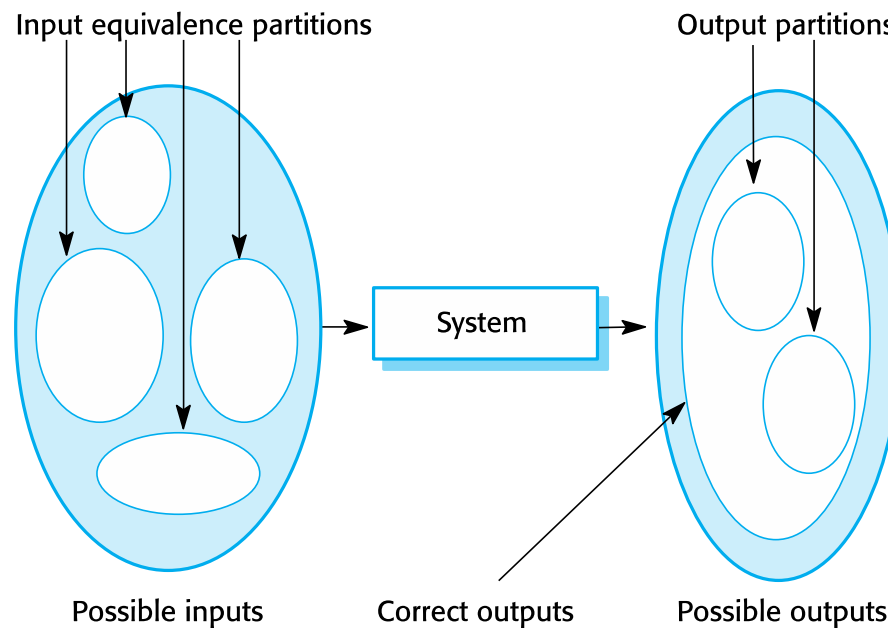 Input equivalence partitions
Output partitions
System
Possible inputs
Correct outputs
Possible outputs